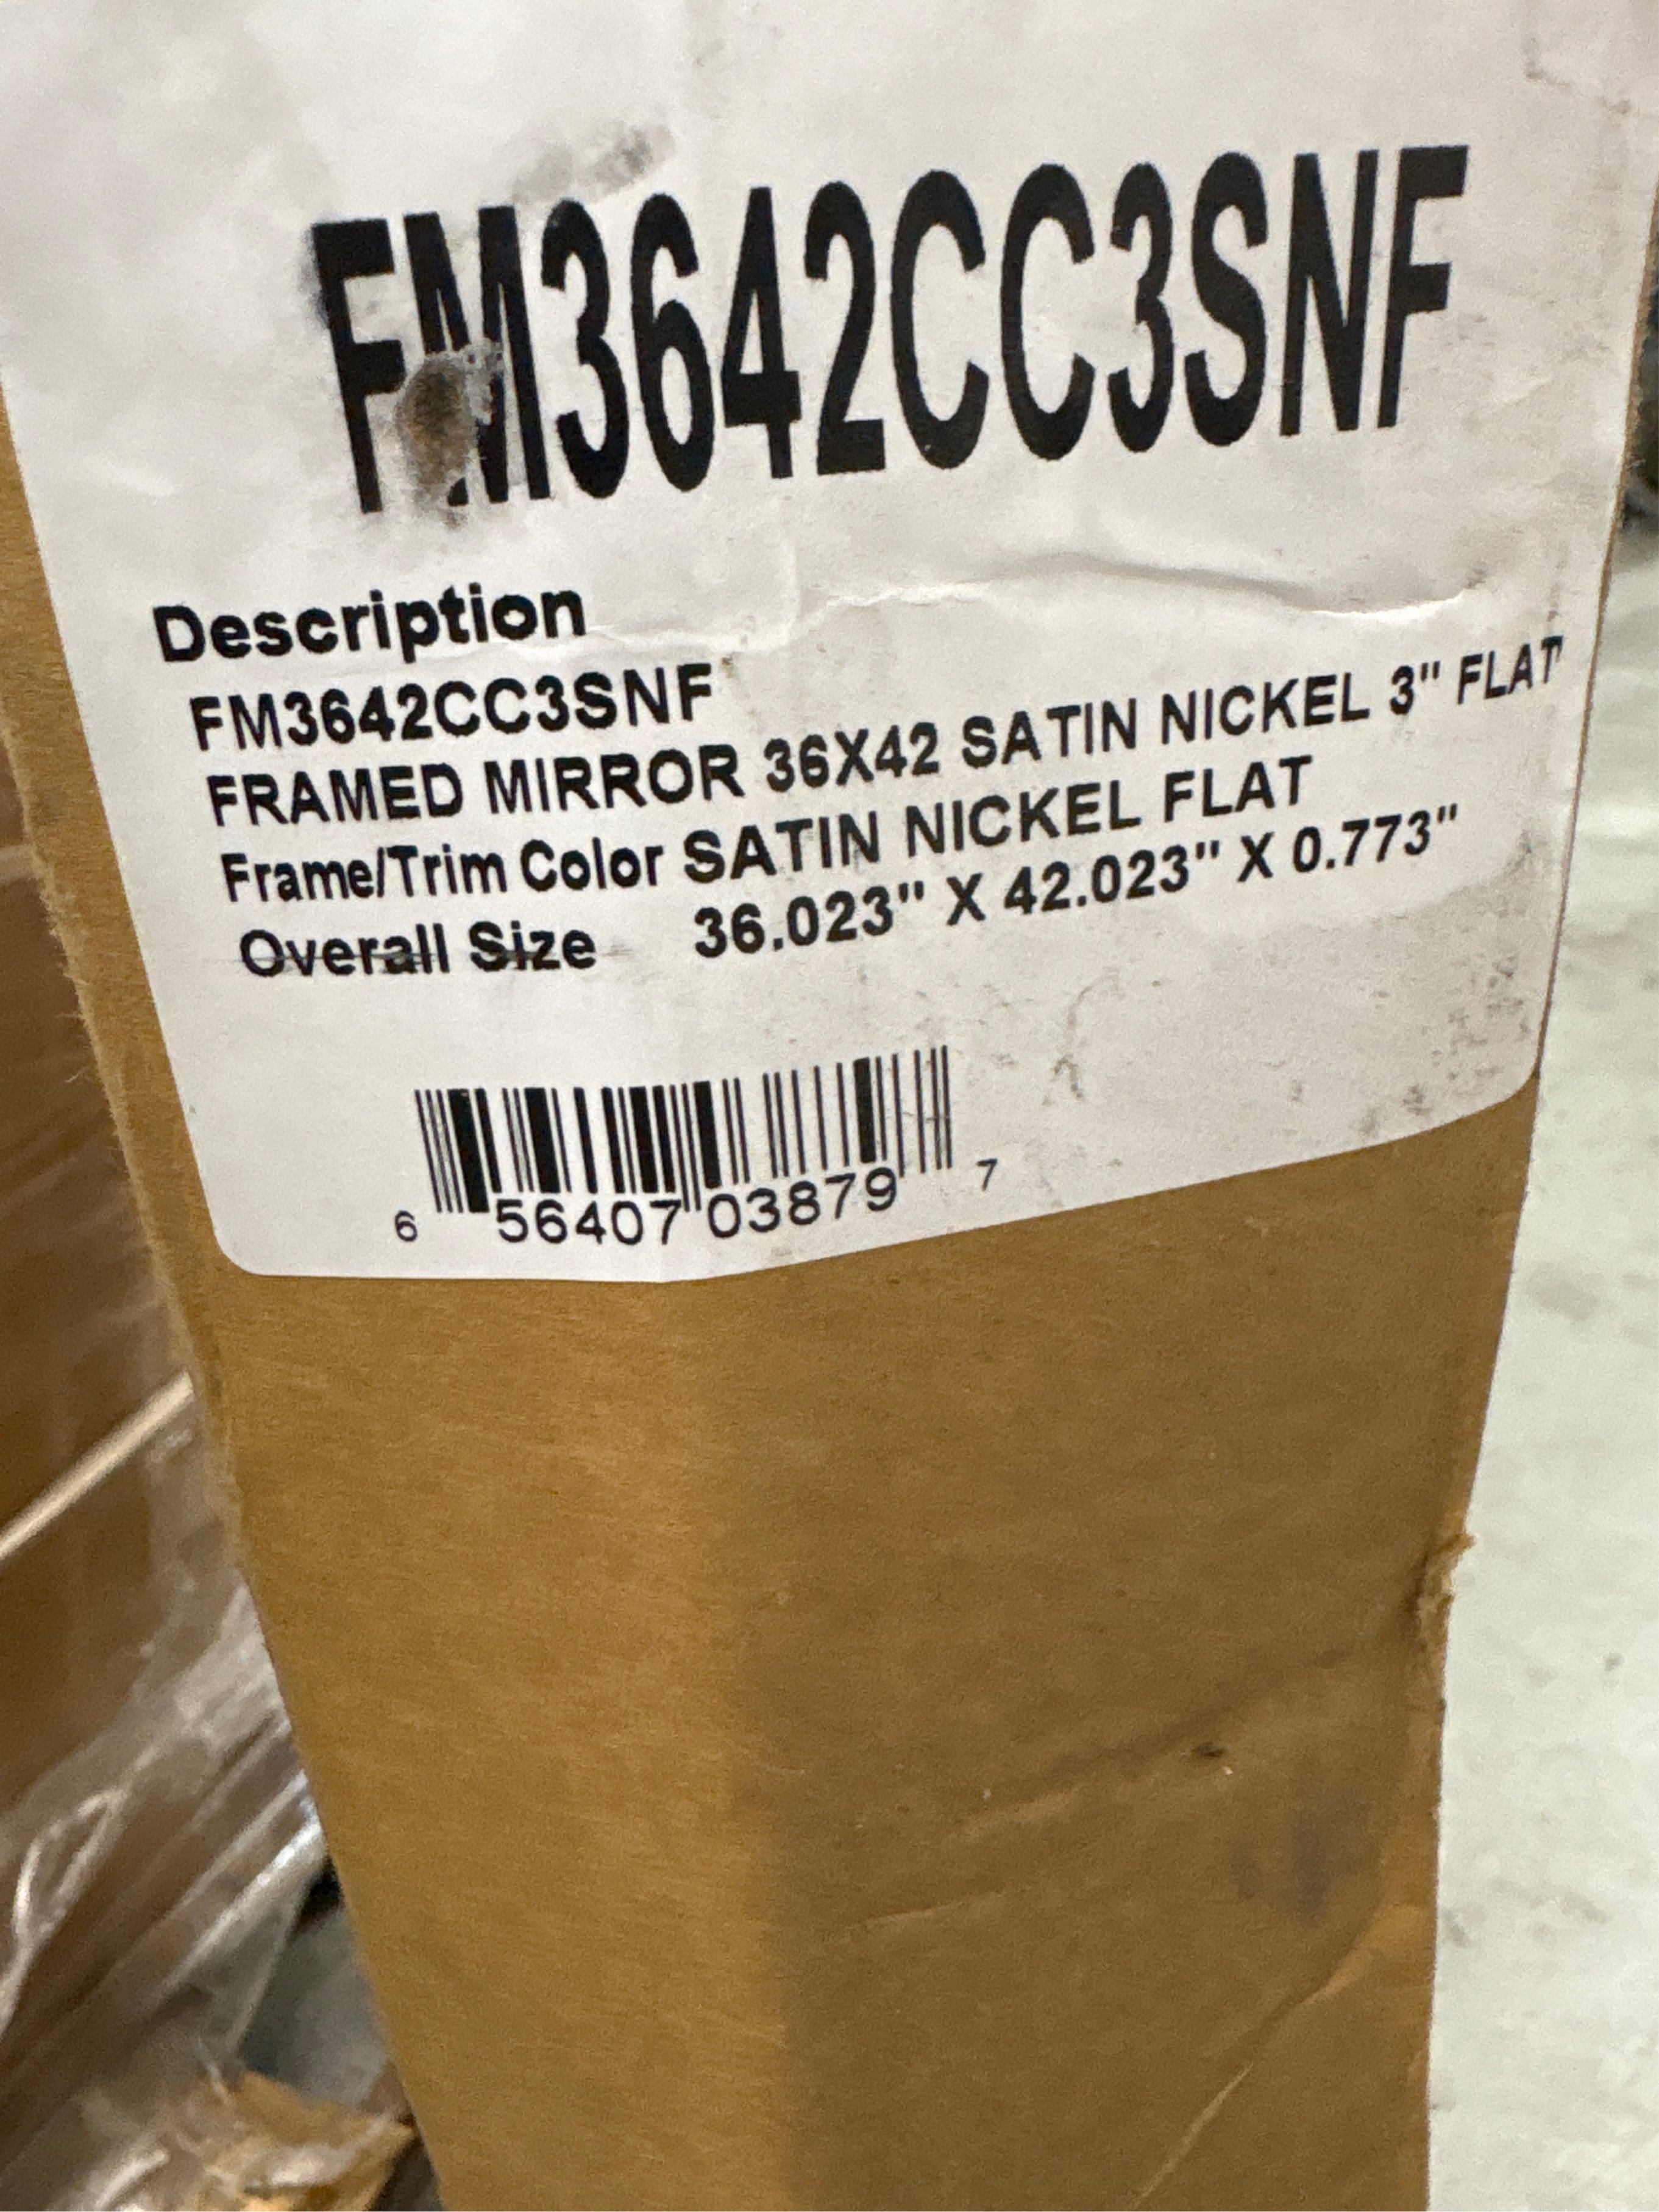 FM3642CC3SNF
Description
FM3642CC3SNF
FRAMED MIRROR 36X42 SATIN NICKEL 3" FLAT
Frame/Trim Color SATIN NICKEL FLAT
Overall Size 36.023" X 42.023" X 0.773"
6 56407 03879 7